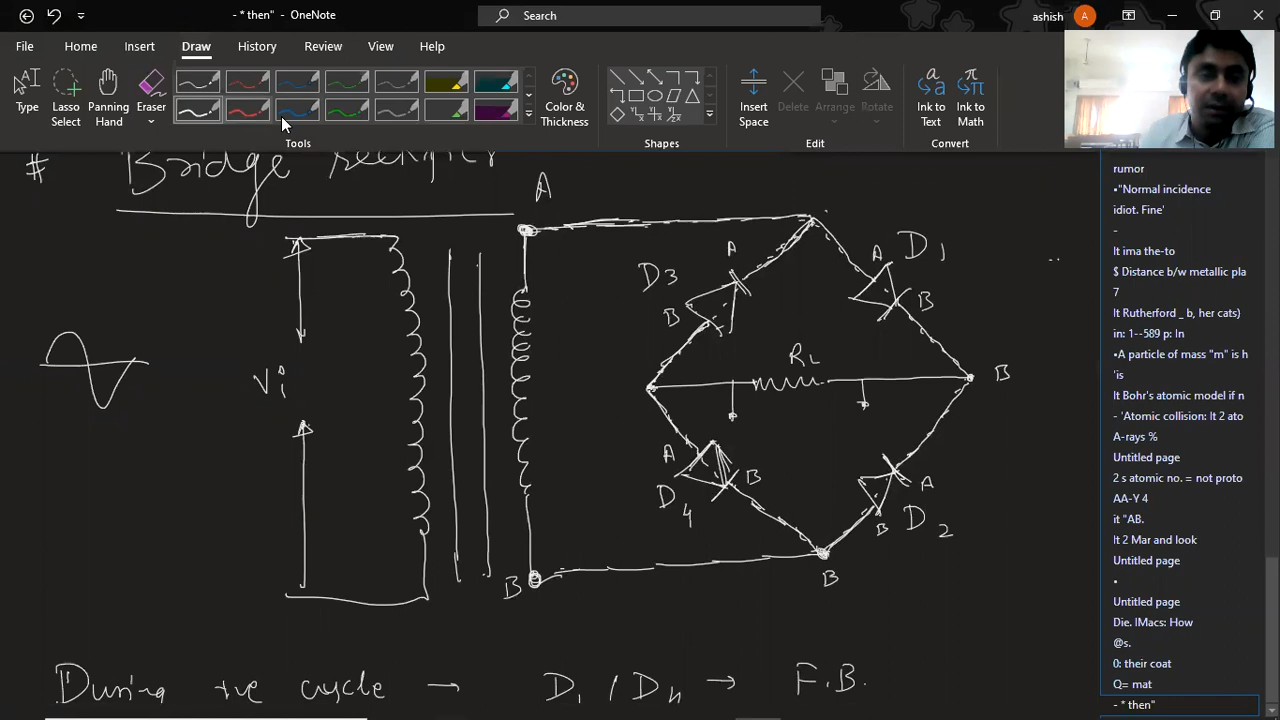 - * then" - OneNote
Search
ashish
A
File
Home
Insert
Draw
History
Review
View
Help
Type
Lasso
Select
Panning
Hand
Eraser
Color &
Thickness
Insert
Space
Delete
Arrange
Rotate
Ink to
Text
Ink to
Math
Tools
Shapes
Edit
Convert
# Bridge rectifier
A
D3
A
B
A
D1
B
Vi
RL
B
A
B
D4
A
B
D2
B
B
During +ve cycle → D1 / D4 → F.B.
rumor
•"Normal incidence
idiot. Fine'
-
It ima the-to
$ Distance b/w metallic pla
7
It Rutherford _ b, her cats)
in: 1--589 p: In
•A particle of mass "m" is h
'is
It Bohr's atomic model if n
- 'Atomic collision: It 2 ato
A-rays %
Untitled page
2 s atomic no. = not proto
AA-Y 4
it "AB.
It 2 Mar and look
Untitled page
•
Untitled page
Die. IMacs: How
@s.
0: their coat
Q= mat
- * then"